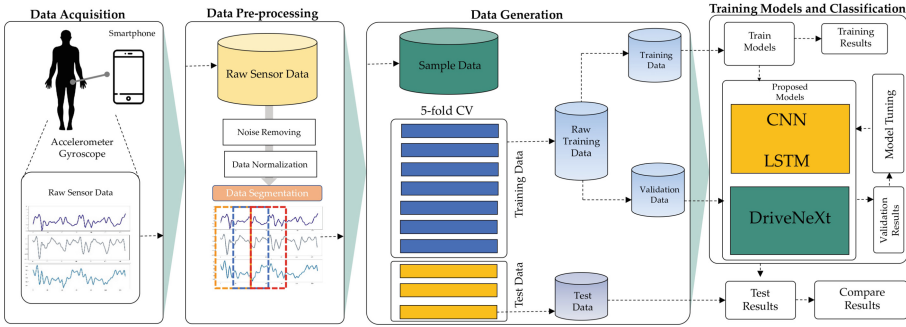 Data Acquisition
Smartphone
Accelerometer
Gyroscope
Raw Sensor Data
Data Pre-processing
Raw Sensor Data
Noise Removing
Data Normalization
Data Segmentation
Data Generation
Sample Data
5-fold CV
Training Data
Test Data
Raw
Training
Data
Training
Data
Validation
Data
Test
Data
Training Models and Classification
Train
Models
Training
Results
Proposed
Models
CNN
LSTM
DriveNeXt
Model Tuning
Validation
Results
Test
Results
Compare
Results